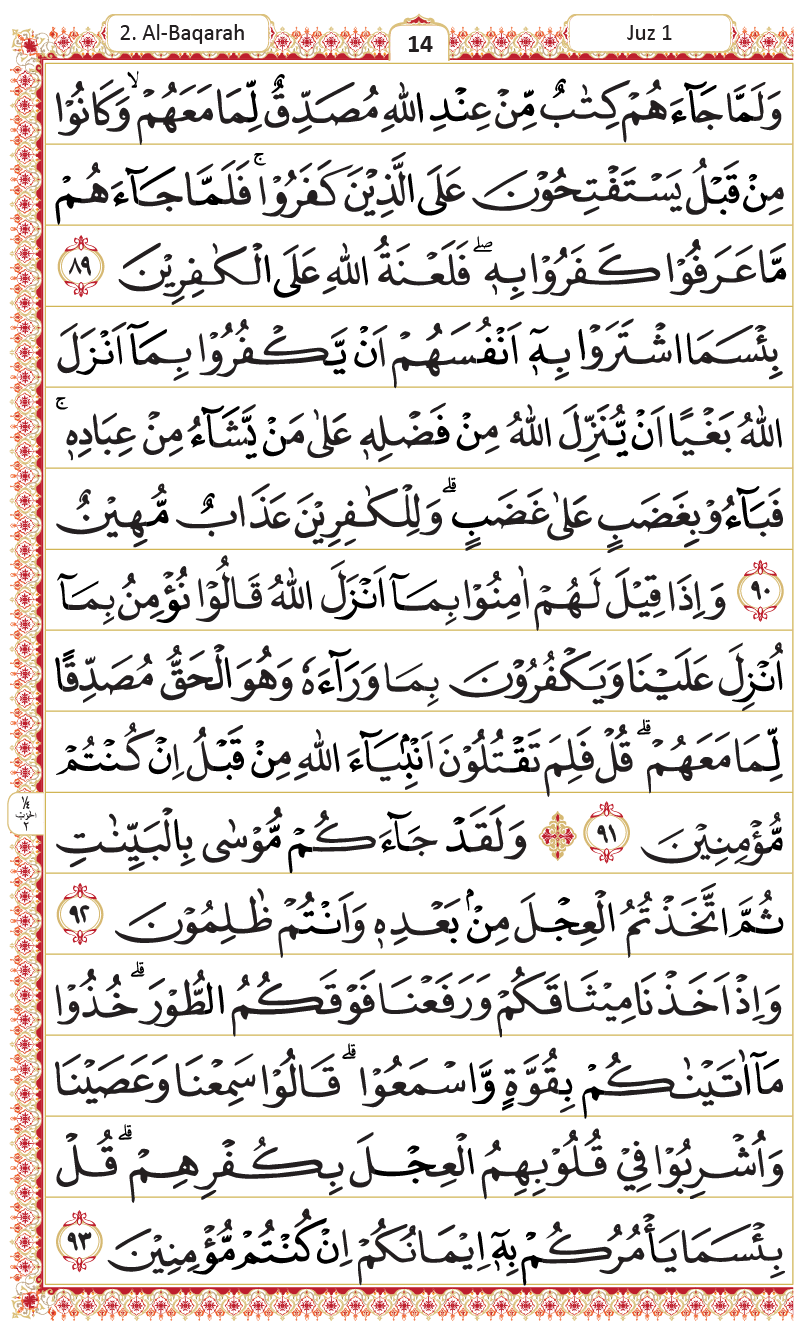 2. Al-Baqarah
14
Juz 1
وَلَمَّا جَآءَهُمْ كِتٰبٌ مِّنْ عِنْدِ اللّٰهِ مُصَدِّقٌ لِّمَا مَعَهُمْۙ وَكَانُوْا
مِنْ قَبْلُ يَسْتَفْتِحُوْنَ عَلَى الَّذِيْنَ كَفَرُوْاۚ فَلَمَّا جَآءَهُمْ
مَّا عَرَفُوْا كَفَرُوْا بِهٖۖ فَلَعْنَةُ اللّٰهِ عَلَى الْكٰفِرِيْنَ ٨٩
بِئْسَمَا اشْتَرَوْا بِهٖٓ اَنْفُسَهُمْ اَنْ يَّكْفُرُوْا بِمَآ اَنْزَلَ
اللّٰهُ بَغْيًا اَنْ يُّنَزِّلَ اللّٰهُ مِنْ فَضْلِهٖ عَلٰى مَنْ يَّشَآءُ مِنْ عِبَادِهٖۚ
فَبَآءُوْ بِغَضَبٍ عَلٰى غَضَبٍۗ وَلِلْكٰفِرِيْنَ عَذَابٌ مُّهِيْنٌ
٩٠ وَاِذَا قِيْلَ لَهُمْ اٰمِنُوْا بِمَآ اَنْزَلَ اللّٰهُ قَالُوْا نُؤْمِنُ بِمَآ
اُنْزِلَ عَلَيْنَا وَيَكْفُرُوْنَ بِمَا وَرَآءَهٗ وَهُوَ الْحَقُّ مُصَدِّقًا
لِّمَا مَعَهُمْۗ قُلْ فَلِمَ تَقْتُلُوْنَ اَنْۢبِيَآءَ اللّٰهِ مِنْ قَبْلُ اِنْ كُنْتُمْ
مُّؤْمِنِيْنَ ٩١ ۞ وَلَقَدْ جَآءَكُمْ مُّوْسٰى بِالْبَيِّنٰتِ
١/٤
الحزب
٢
ثُمَّ اتَّخَذْتُمُ الْعِجْلَ مِنْۢ بَعْدِهٖ وَاَنْتُمْ ظٰلِمُوْنَ ٩٢
وَاِذْ اَخَذْنَا مِيْثَاقَكُمْ وَرَفَعْنَا فَوْقَكُمُ الطُّوْرَۗ خُذُوْا
مَآ اٰتَيْنٰكُمْ بِقُوَّةٍ وَّاسْمَعُوْاۗ قَالُوْا سَمِعْنَا وَعَصَيْنَا
وَاُشْرِبُوْا فِيْ قُلُوْبِهِمُ الْعِجْلَ بِكُفْرِهِمْۗ قُلْ
بِئْسَمَا يَأْمُرُكُمْ بِهٖٓ اِيْمَانُكُمْ اِنْ كُنْتُمْ مُّؤْمِنِيْنَ ٩٣